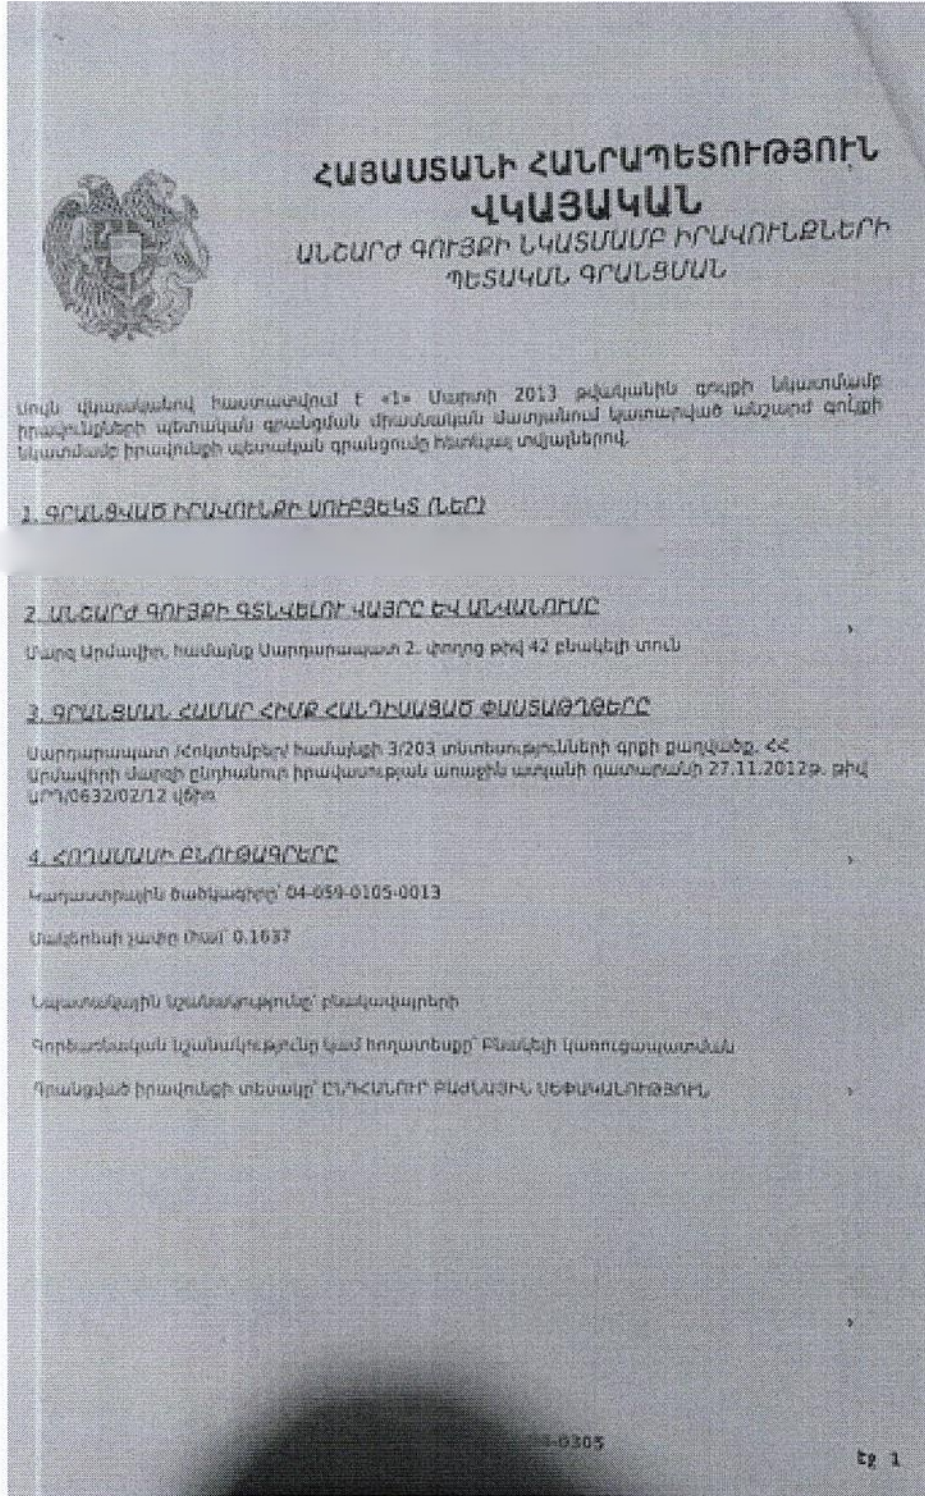 ՀԱՅԱՍՏԱՆԻ ՀԱՆՐԱՊԵՏՈՒԹՅՈՒՆ
ՎԿԱՅԱԿԱՆ
ԱՆՇԱՐԺ ԳՈՒՅՔԻ ՆԿԱՏՄԱՄԲ ԻՐԱՎՈՒՆՔՆԵՐԻ
ՊԵՏԱԿԱՆ ԳՐԱՆՑՄԱՆ
Սույն վկայականով հաստատվում է «1» Մարտի 2013 թվականին գույքի նկատմամբ
իրավունքների պետական գրանցման միասնական մատյանում կատարված անշարժ գույքի
նկատմամբ իրավունքի պետական գրանցումը հետևյալ տվյալներով.
1. ԳՐԱՆՑՎԱԾ ԻՐԱՎՈՒՆՔԻ ՍՈՒԲՅԵԿՏ (ՆԵՐ)
2. ԱՆՇԱՐԺ ԳՈՒՅՔԻ ԳՏՆՎԵԼՈՒ ՎԱՅՐԸ ԵՎ ԱՆՎԱՆՈՒՄԸ
Մարզ Արմավիր, համայնք Սարդարապատ 2. փողոց թիվ 42 բնակելի տուն
3. ԳՐԱՆՑՄԱՆ ՀԱՄԱՐ ՀԻՄՔ ՀԱՆԴԻՍԱՑԱԾ ՓԱՍՏԱԹՂԹԵՐԸ
Սարդարապատ /Հոկտեմբեր/ համայնքի 3/203 տնտեսությունների գրքի քաղվածք, ՀՀ
Արմավիրի մարզի ընդհանուր իրավասության առաջին ատյանի դատարանի 27.11.2012թ. թիվ
ԱՐԴ/0632/02/12 վճիռ
4. ՀՈՂԱՄԱՍԻ ԲՆՈՒԹԱԳՐԵՐԸ
Կադաստրային ծածկագիրը՝ 04-059-0105-0013
Մակերեսի չափը (հա)՝ 0.1637
Նպատակային նշանակությունը՝ բնակավայրերի
Գործառնական նշանակությունը կամ հողատեսքը՝ Բնակելի կառուցապատման
Գրանցված իրավունքի տեսակը՝ ԸՆԴՀԱՆՈՒՐ ԲԱԺՆԱՅԻՆ ՍԵՓԱԿԱՆՈՒԹՅՈՒՆ,
-0305
Էջ 1